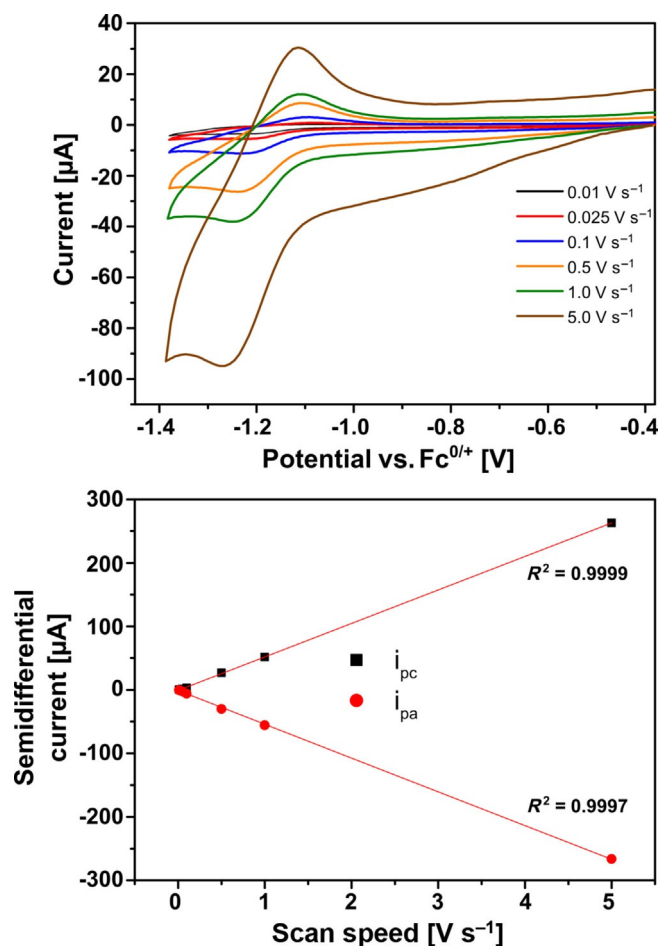 40
20
0
-20
-40
-60
-80
-100
Current [µA]
0.01 V s⁻¹
0.025 V s⁻¹
0.1 V s⁻¹
0.5 V s⁻¹
1.0 V s⁻¹
5.0 V s⁻¹
-1.4 -1.2 -1.0 -0.8 -0.6 -0.4
Potential vs. Fc⁰/⁺ [V]
300
200
100
0
-100
-200
-300
Semidifferential
current [µA]
R² = 0.9999
ipc
ipa
R² = 0.9997
0 1 2 3 4 5
Scan speed [V s⁻¹]